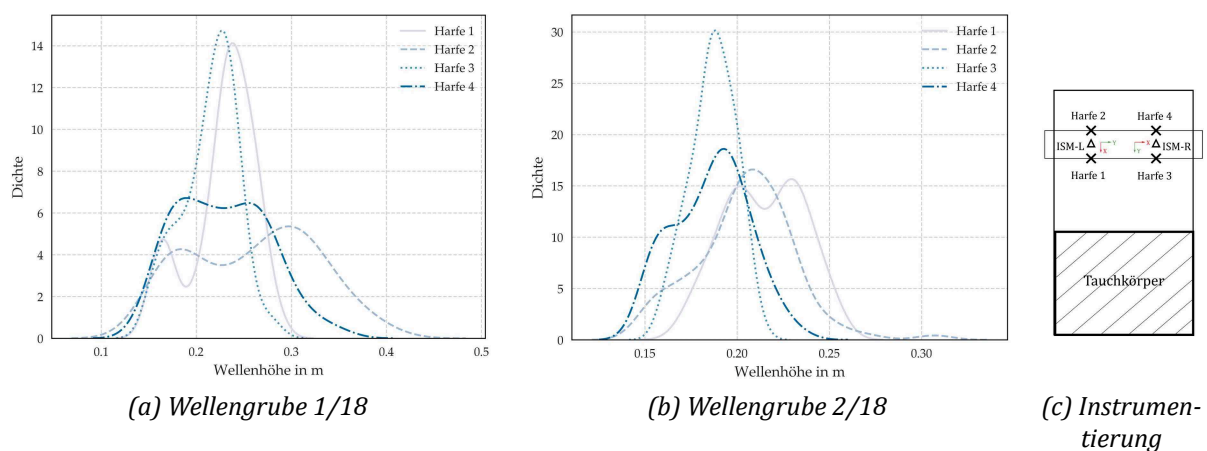 14
12
10
8
6
4
2
0
Dichte
0.1
0.2
0.3
0.4
0.5
Wellenhöhe in m
Harfe 1
Harfe 2
Harfe 3
Harfe 4
(a) Wellengrube 1/18
30
25
20
15
10
5
0
Dichte
0.15
0.20
0.25
0.30
Wellenhöhe in m
Harfe 1
Harfe 2
Harfe 3
Harfe 4
(b) Wellengrube 2/18
Harfe 2
Harfe 4
ISM-L
Y
X
X
Y
ISM-R
Harfe 1
Harfe 3
Tauchkörper
(c) Instrumen-
tierung